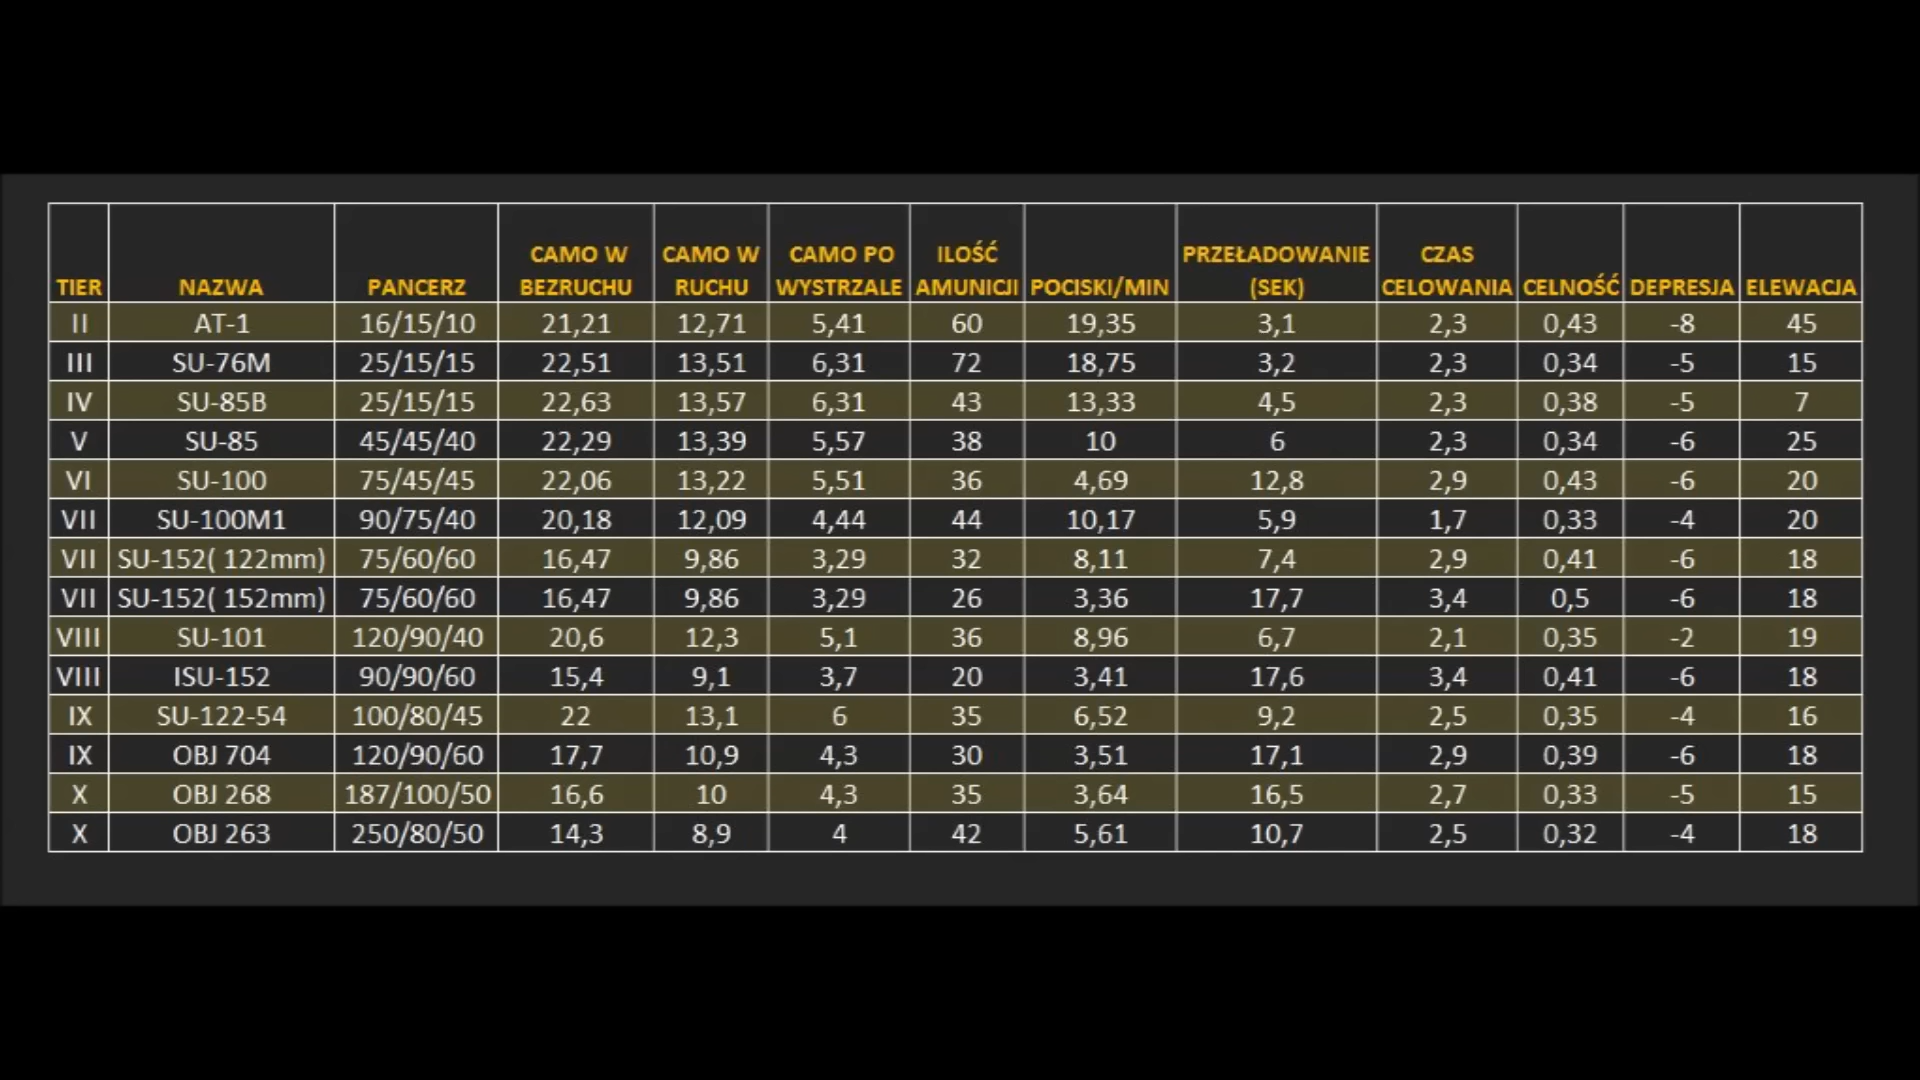 TIER NAZWA PANCERZ CAMO W BEZRUCHU CAMO W RUCHU CAMO PO WYSTRZALE ILOŚĆ AMUNICJI POCISKI/MIN PRZEŁADOWANIE (SEK) CZAS CELOWANIA CELNOŚĆ DEPRESJA ELEWACJA
II AT-1 16/15/10 21,21 12,71 5,41 60 19,35 3,1 2,3 0,43 -8 45
III SU-76M 25/15/15 22,51 13,51 6,31 72 18,75 3,2 2,3 0,34 -5 15
IV SU-85B 25/15/15 22,63 13,57 6,31 43 13,33 4,5 2,3 0,38 -5 7
V SU-85 45/45/40 22,29 13,39 5,57 38 10 6 2,3 0,34 -6 25
VI SU-100 75/45/45 22,06 13,22 5,51 36 4,69 12,8 2,9 0,43 -6 20
VII SU-100M1 90/75/40 20,18 12,09 4,44 44 10,17 5,9 1,7 0,33 -4 20
VII SU-152( 122mm) 75/60/60 16,47 9,86 3,29 32 8,11 7,4 2,9 0,41 -6 18
VII SU-152( 152mm) 75/60/60 16,47 9,86 3,29 26 3,36 17,7 3,4 0,5 -6 18
VIII SU-101 120/90/40 20,6 12,3 5,1 36 8,96 6,7 2,1 0,35 -2 19
VIII ISU-152 90/90/60 15,4 9,1 3,7 20 3,41 17,6 3,4 0,41 -6 18
IX SU-122-54 100/80/45 22 13,1 6 35 6,52 9,2 2,5 0,35 -4 16
IX OBJ 704 120/90/60 17,7 10,9 4,3 30 3,51 17,1 2,9 0,39 -6 18
X OBJ 268 187/100/50 16,6 10 4,3 35 3,64 16,5 2,7 0,33 -5 15
X OBJ 263 250/80/50 14,3 8,9 4 42 5,61 10,7 2,5 0,32 -4 18